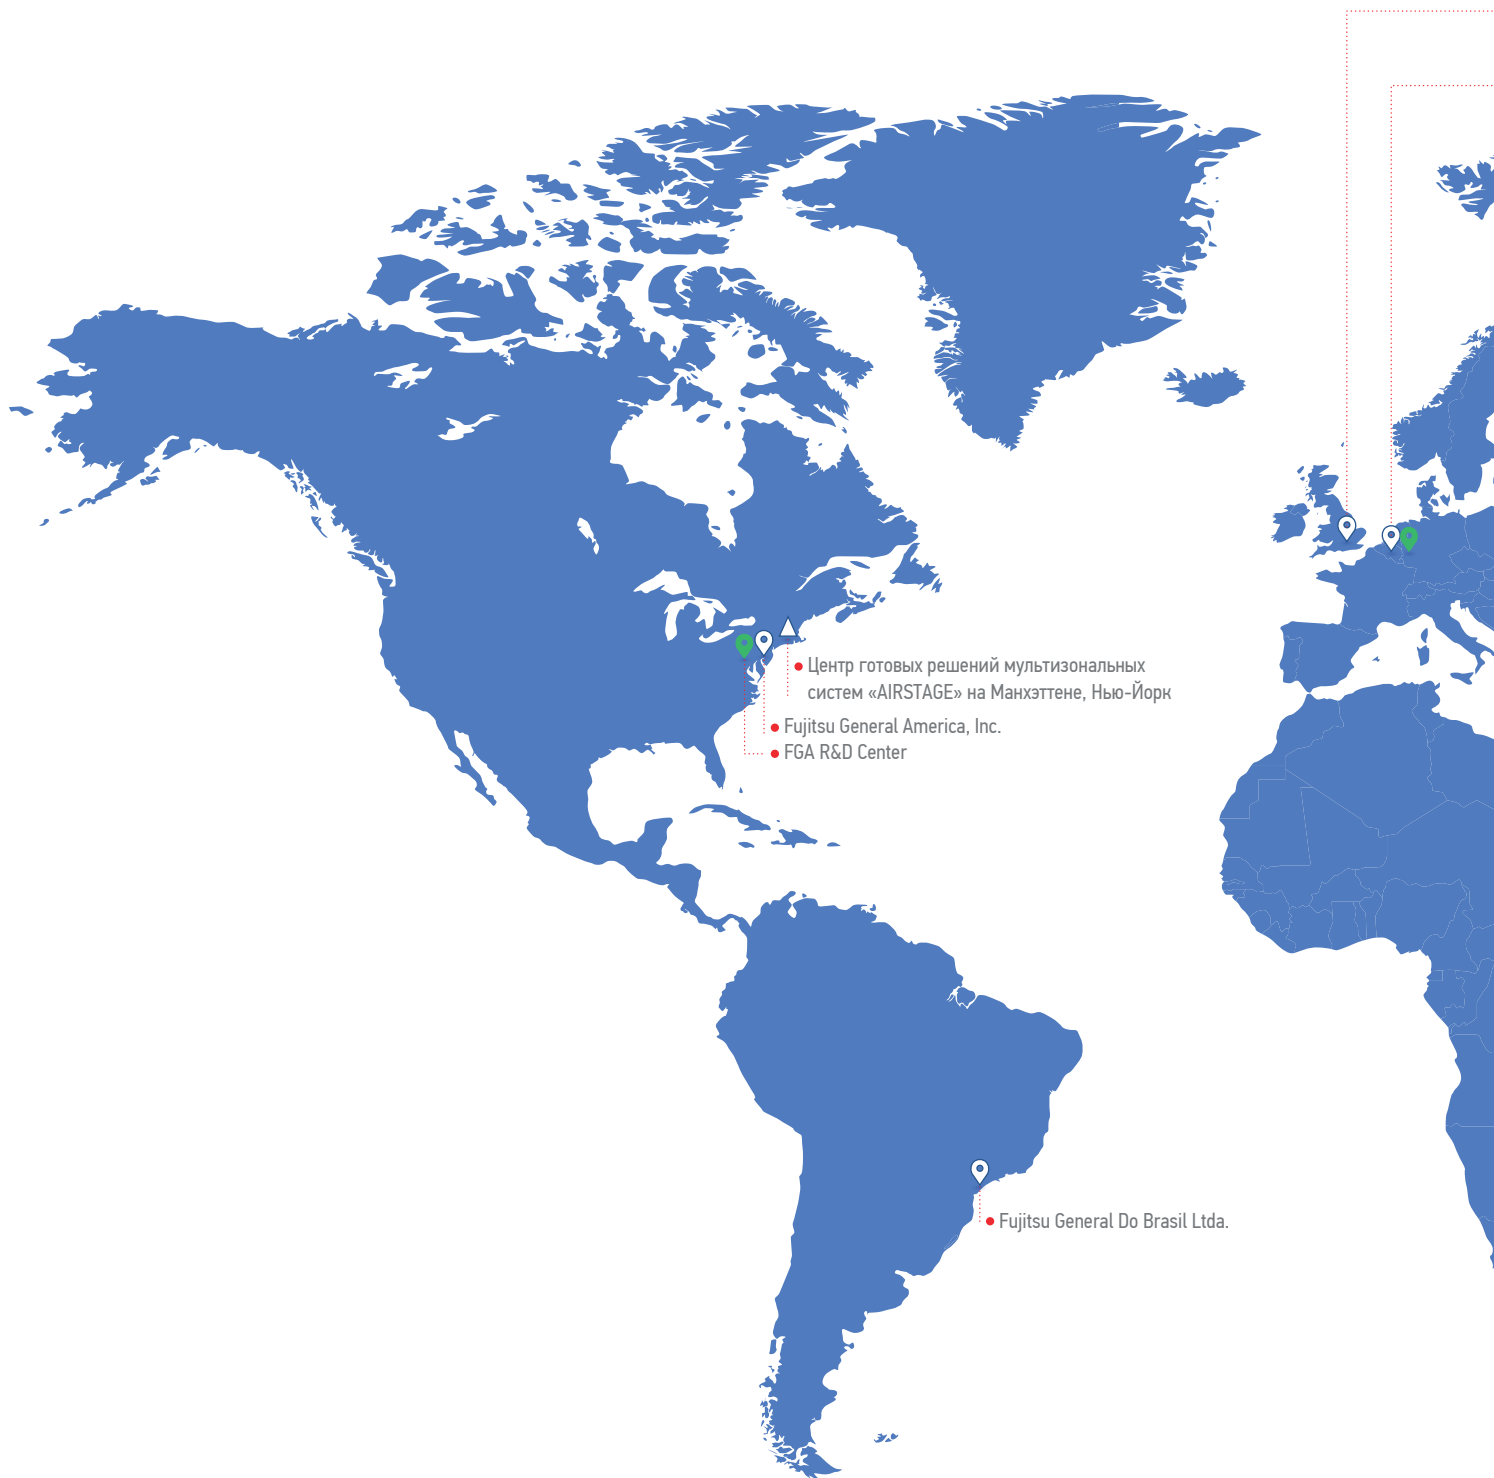 Центр готовых решений мультизональных
систем «AIRSTAGE» на Манхэттене, Нью-Йорк
Fujitsu General America, Inc.
FGA R&D Center
Fujitsu General Do Brasil Ltda.